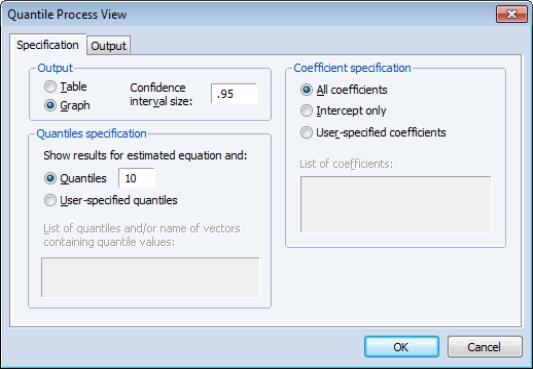 Quantile Process View
Specification
Output
Output
Table
Graph
Confidence
interval size:
.95
Quantiles specification
Show results for estimated equation and:
Quantiles
10
User-specified quantiles
List of quantiles and/or name of vectors
containing quantile values:
Coefficient specification
All coefficients
Intercept only
User-specified coefficients
List of coefficients:
OK
Cancel